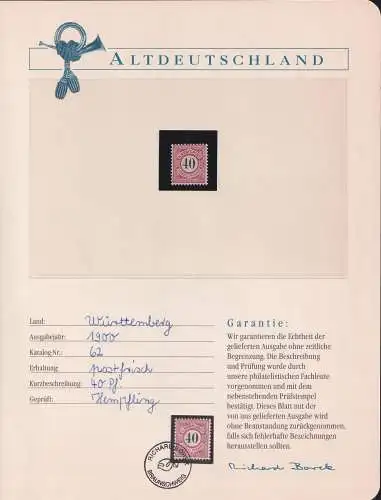 ALTDEUTSCHLAND
40
Land: Württemberg
Ausgabejahr: 1900
Katalog-Nr.: 62
Erhaltung: postfrisch
Kurzbeschreibung: 40 Pf.
Geprüft: Hempfling
Garantie:
Wir garantieren die Echtheit der
gelieferten Ausgabe ohne zeitliche
Begrenzung. Die Beschreibung
und Prüfung wurde durch
unsere philatelistischen Fachleute
vorgenommen und mit dem
nebenstehenden Prüfstempel
bestätigt. Dieses Blatt mit der
von uns gelieferten Ausgabe wird
ohne Beanstandung zurückgenommen,
falls sich fehlerhafte Bezeichnungen
herausstellen sollten.
40
RICHARD
BRAUNSCHWEIG
Richard Borek